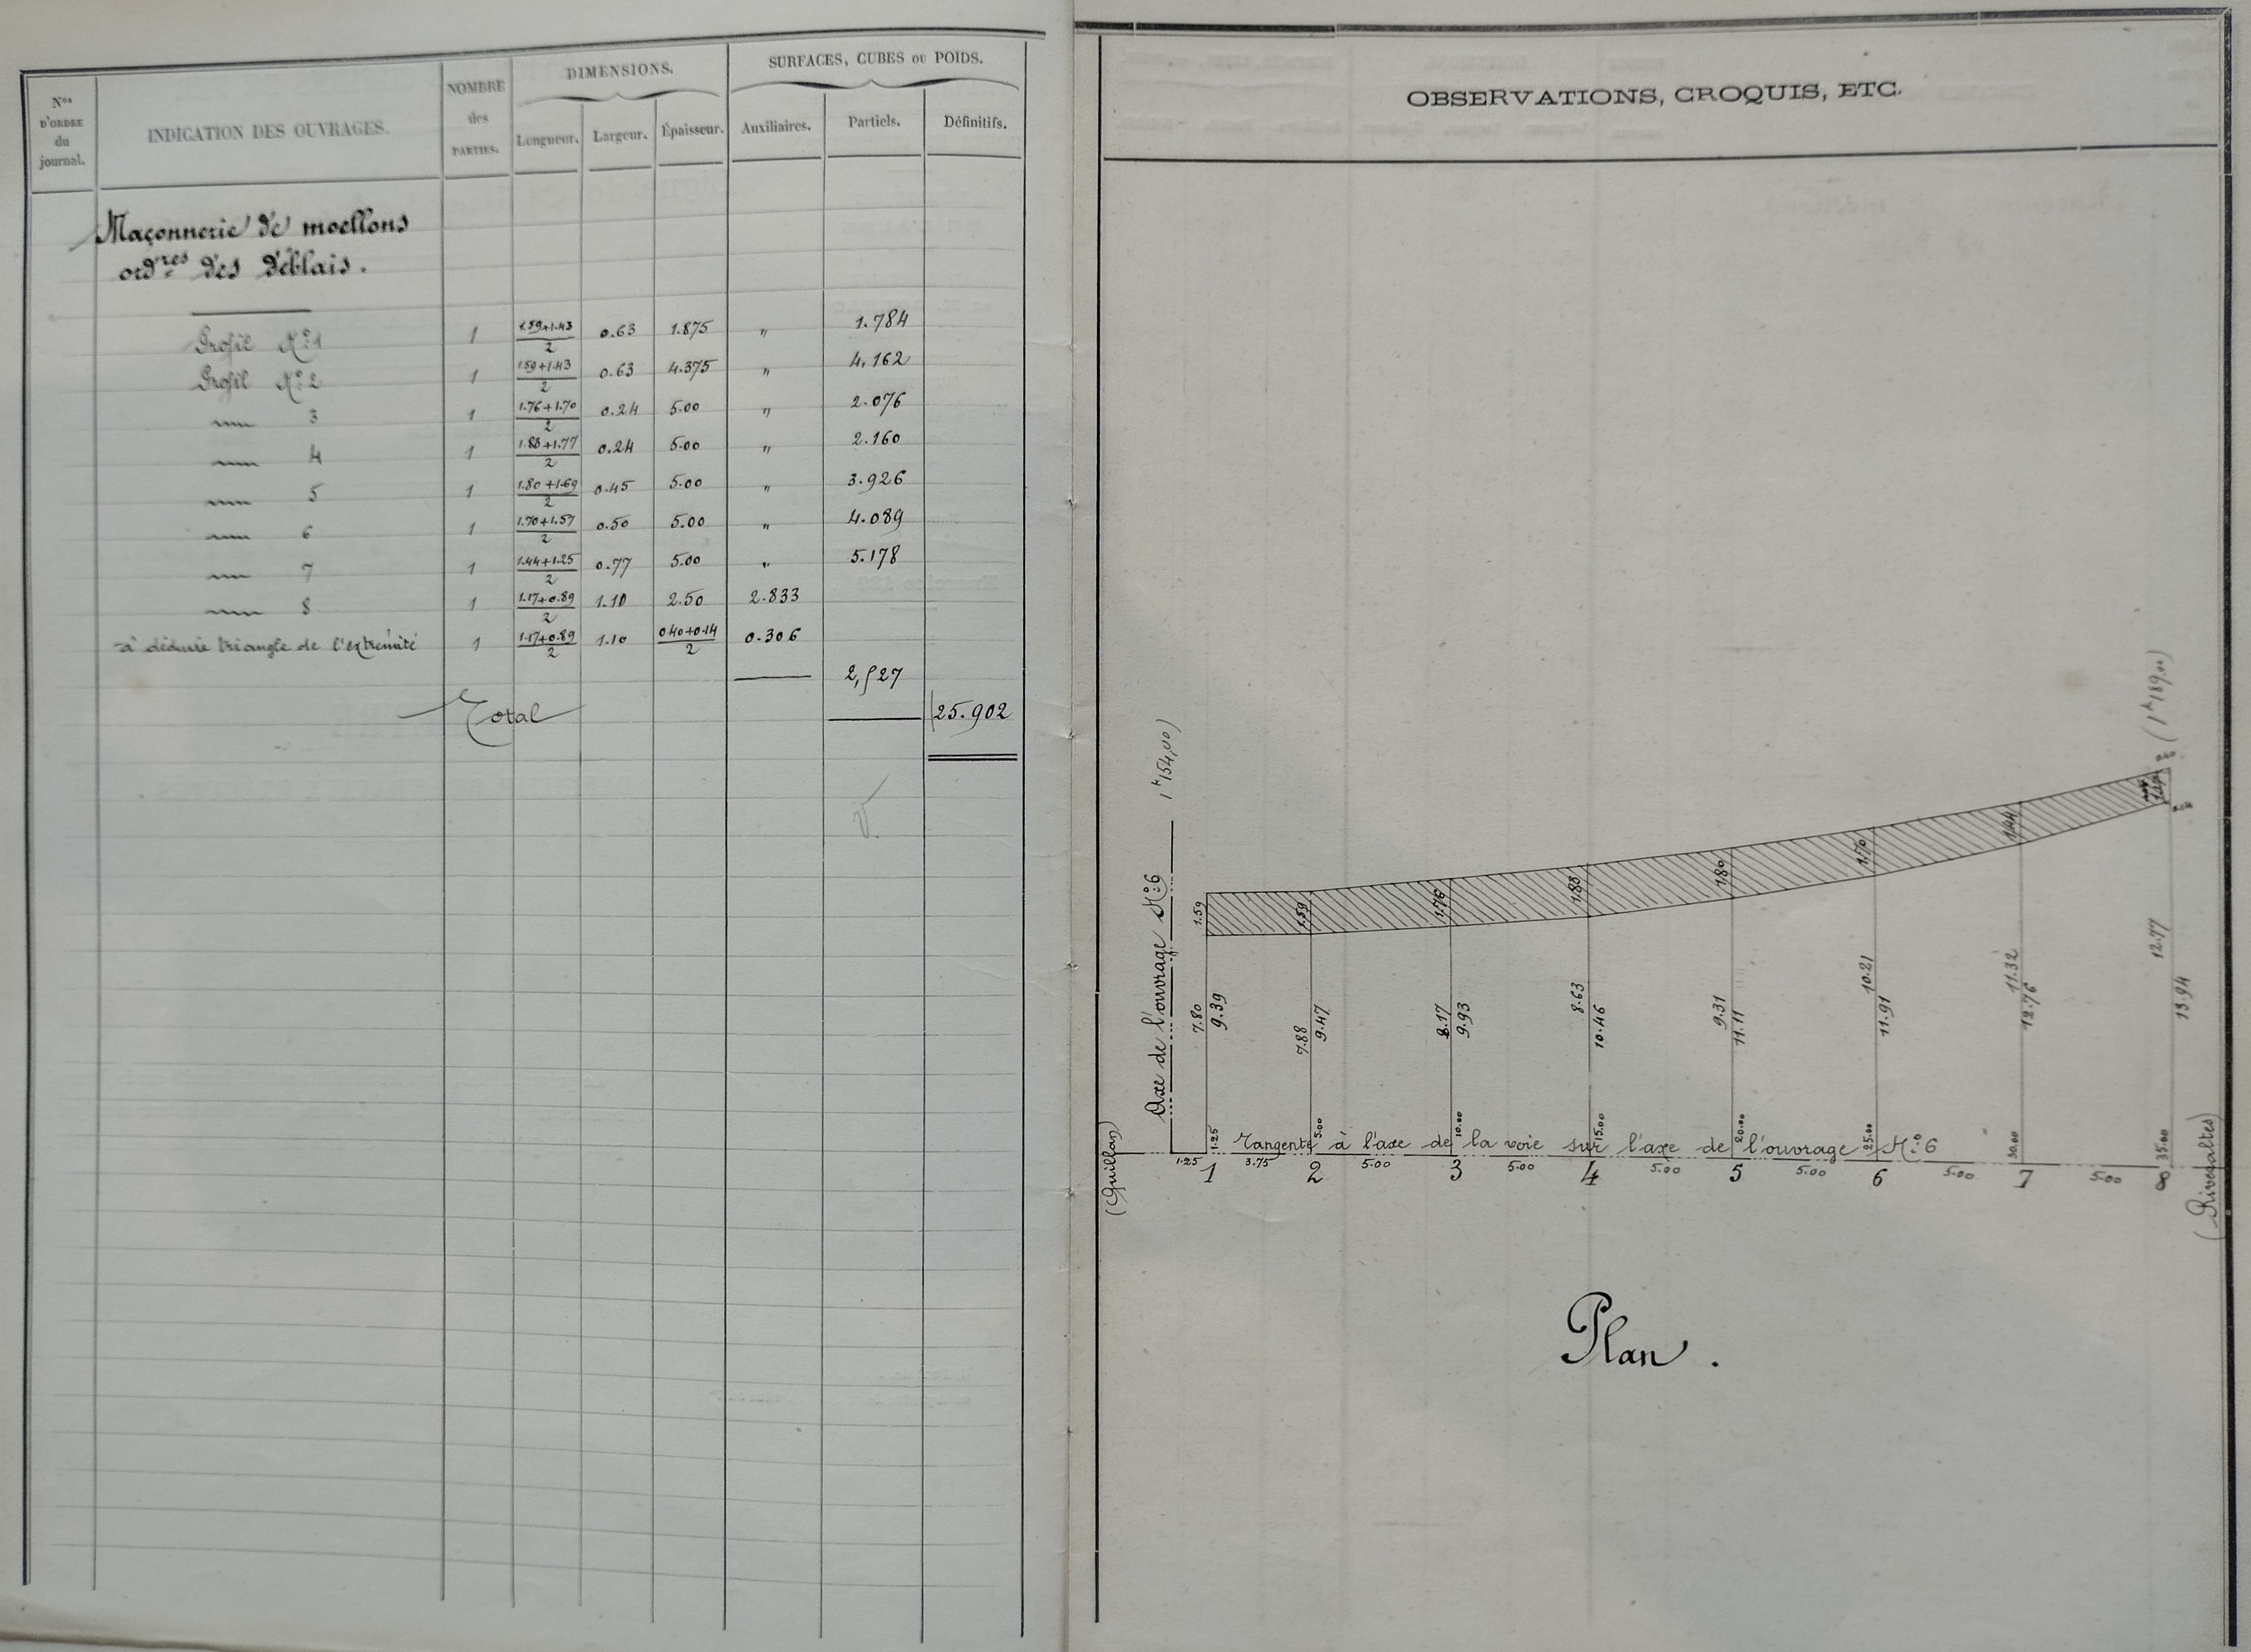 Nos D'ORDRE du journal.
INDICATION DES OUVRAGES.
NOMBRE des PARTIES.
DIMENSIONS.
Longueur. Largeur. Épaisseur.
SURFACES, CUBES OU POIDS.
Auxiliaires. Partiels. Définitifs.
Maçonnerie de moellons
ordres des déblais.
Profil No 1 1 1.59+1.43/2 0.63 1.875 " 1.784
Profil No 2 1 1.59+1.43/2 0.63 4.375 " 4,162
3 1 1.76+1.70/2 0.24 5.00 " 2.076
4 1 1.83+1.77/2 0.24 5.00 " 2.160
5 1 1.80+1.69/2 0.45 5.00 " 3.926
6 1 1.70+1.57/2 0.50 5.00 " 4.089
7 1 1.44+1.25/2 0.77 5.00 " 5.178
8 1 1.17+0.89/2 1.10 2.50 2.833
à déduire triangle de l'extrémité 1 1.17+0.89/2 1.10 0.40+0.14/2 0.306
2,527
Total 25.902
OBSERVATIONS, CROQUIS, ETC.
Axe de l'ouvrage No 6 1k154,00)
(1k189,00)
1.59 1.59 1.76 1.83 1.80 1.70 1.44
7.80 7.88 8.17 8.63 9.31 10.21 11.32 12.77
9.39 9.47 9.93 10.46 11.11 11.91 12.76 13.94
1.25 5.00 10.00 15.00 20.00 25.00 30.00 35.00
Tangente à l'axe de la voie sur l'axe de l'ouvrage No 6
1.25 3.75 5.00 5.00 5.00 5.00 5.00 5.00
1 2 3 4 5 6 7 8
(Quillan)
(Rivesaltes)
Plan.